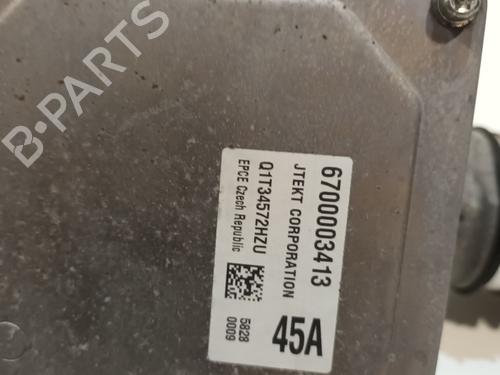 B-PARTS
6700003413
JTEKT CORPORATION
Q1T34572HZU
EPCE Czech Republic
5828
0009
45A